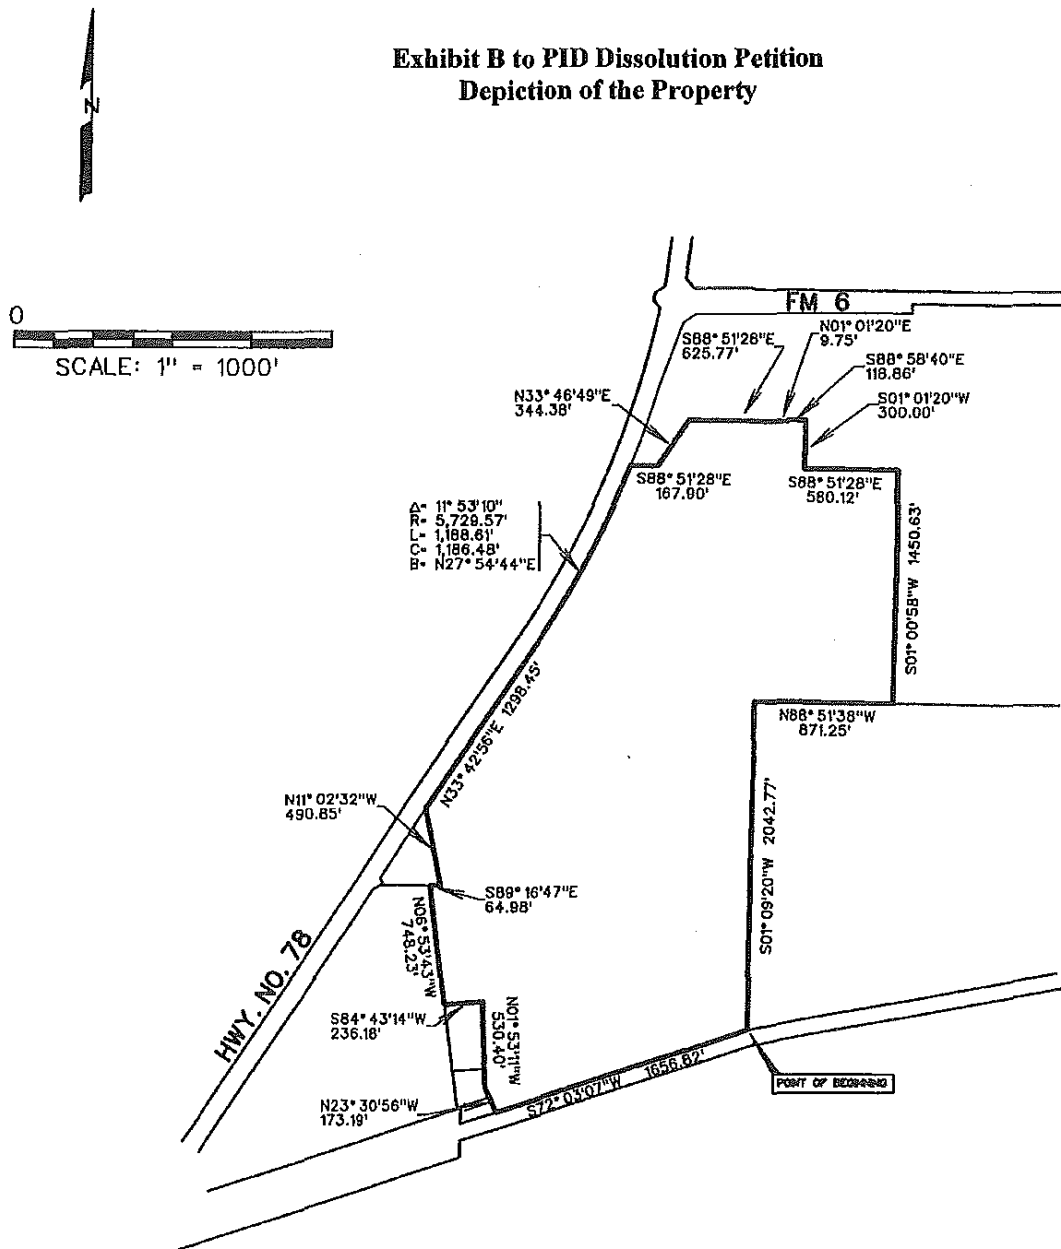 Exhibit B to PID Dissolution Petition
Depiction of the Property
N
0
SCALE: 1" = 1000'
FM 6
S88° 51'28"E
625.77'
N01° 01'20"E
9.75'
S88° 58'40"E
118.86'
S01° 01'20"W
300.00'
N33° 46'49"E
344.38'
S88° 51'28"E
167.90'
S88° 51'28"E
580.12'
Δ= 11° 53'10"
R= 5,729.57'
L= 1,188.61'
C= 1,186.48'
B= N27° 54'44"E
S01° 00'58"W 1450.63'
N33° 42'56"E 1298.45'
N88° 51'38"W
871.25'
N11° 02'32"W
490.85'
S01° 09'20"W 2042.77'
S89° 16'47"E
64.98'
N06° 53'43"W
748.23'
HWY. NO. 78
S84° 43'14"W
236.18'
N01° 53'11"W
530.40'
S72° 03'07"W 1656.82'
POINT OF BEGINNING
N23° 30'56"W
173.19'